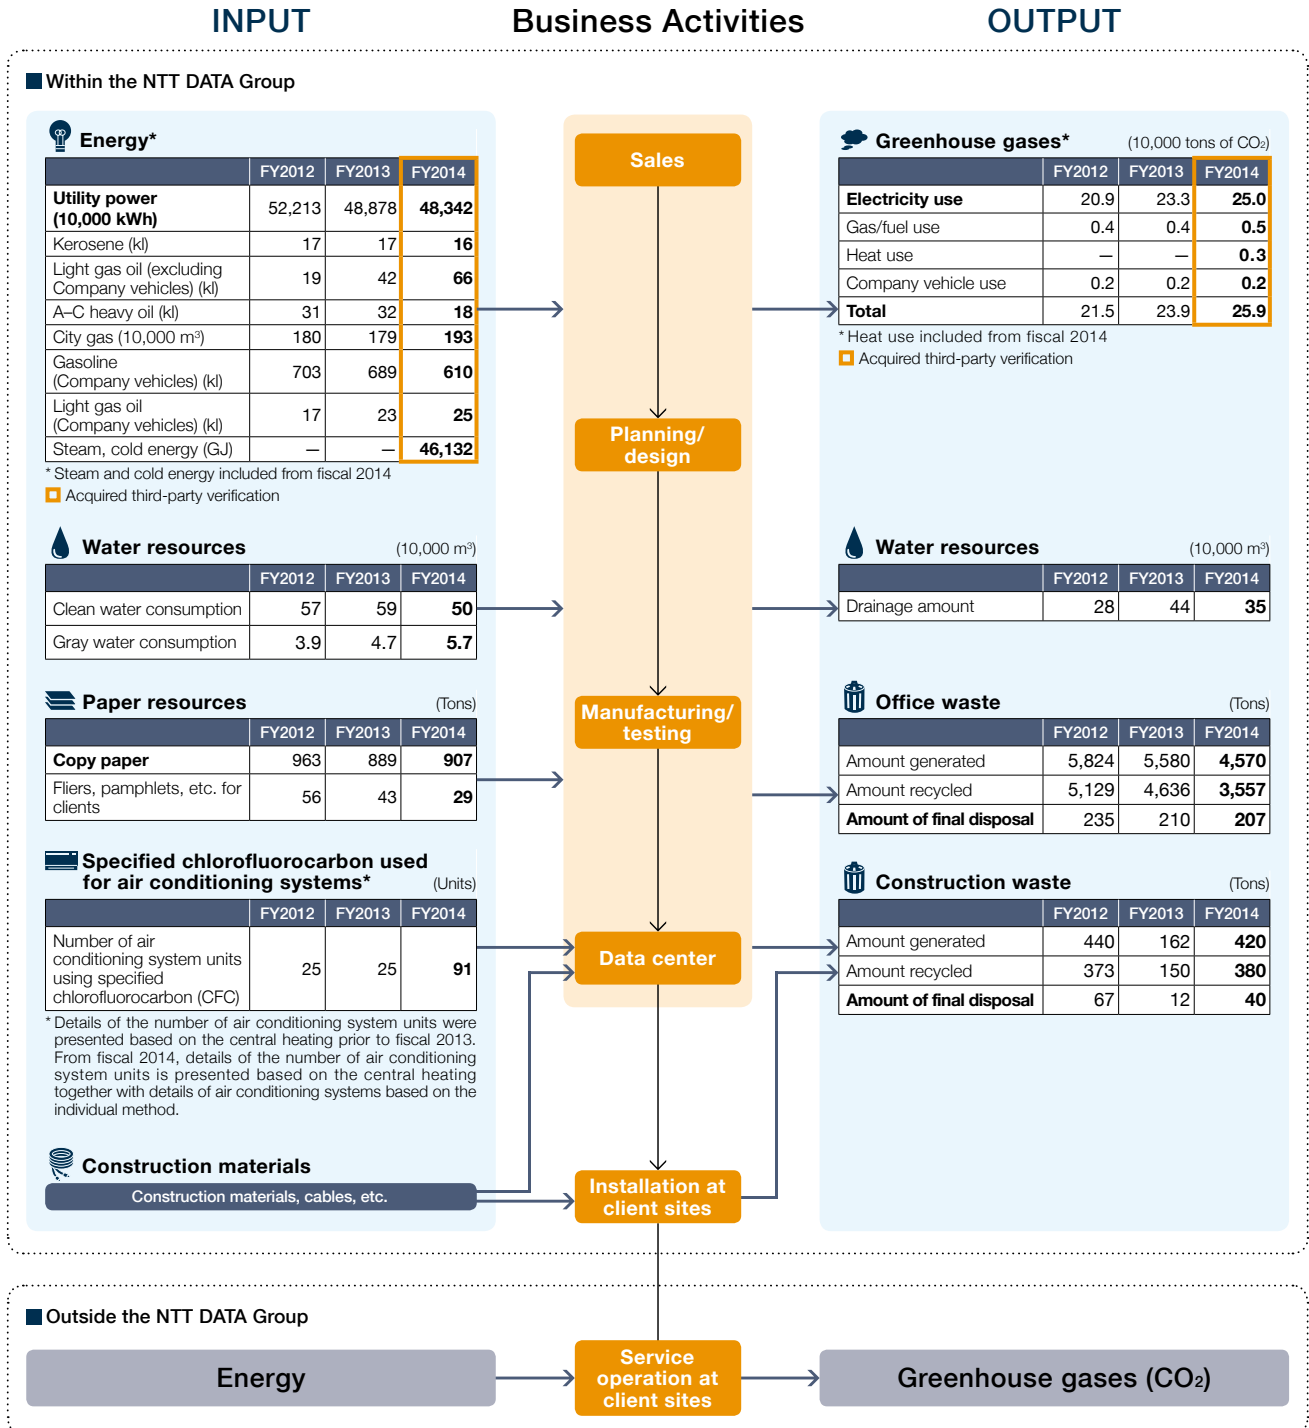 INPUT
Business Activities
OUTPUT
Within the NTT DATA Group
Energy*
FY2012 FY2013 FY2014
Utility power
(10,000 kWh) 52,213 48,878 48,342
Kerosene (kl) 17 17 16
Light gas oil (excluding
Company vehicles) (kl) 19 42 66
A–C heavy oil (kl) 31 32 18
City gas (10,000 m³) 180 179 193
Gasoline
(Company vehicles) (kl) 703 689 610
Light gas oil
(Company vehicles) (kl) 17 23 25
Steam, cold energy (GJ) — — 46,132
* Steam and cold energy included from fiscal 2014
Acquired third-party verification
Water resources (10,000 m³)
FY2012 FY2013 FY2014
Clean water consumption 57 59 50
Gray water consumption 3.9 4.7 5.7
Paper resources (Tons)
FY2012 FY2013 FY2014
Copy paper 963 889 907
Fliers, pamphlets, etc. for
clients 56 43 29
Specified chlorofluorocarbon used
for air conditioning systems* (Units)
FY2012 FY2013 FY2014
Number of air
conditioning system units
using specified
chlorofluorocarbon (CFC) 25 25 91
* Details of the number of air conditioning system units were
presented based on the central heating prior to fiscal 2013.
From fiscal 2014, details of the number of air conditioning
system units is presented based on the central heating
together with details of air conditioning systems based on the
individual method.
Construction materials
Construction materials, cables, etc.
Sales
Planning/
design
Manufacturing/
testing
Data center
Installation at
client sites
Greenhouse gases* (10,000 tons of CO₂)
FY2012 FY2013 FY2014
Electricity use 20.9 23.3 25.0
Gas/fuel use 0.4 0.4 0.5
Heat use — — 0.3
Company vehicle use 0.2 0.2 0.2
Total 21.5 23.9 25.9
* Heat use included from fiscal 2014
Acquired third-party verification
Water resources (10,000 m³)
FY2012 FY2013 FY2014
Drainage amount 28 44 35
Office waste (Tons)
FY2012 FY2013 FY2014
Amount generated 5,824 5,580 4,570
Amount recycled 5,129 4,636 3,557
Amount of final disposal 235 210 207
Construction waste (Tons)
FY2012 FY2013 FY2014
Amount generated 440 162 420
Amount recycled 373 150 380
Amount of final disposal 67 12 40
Outside the NTT DATA Group
Energy
Service
operation at
client sites
Greenhouse gases (CO₂)